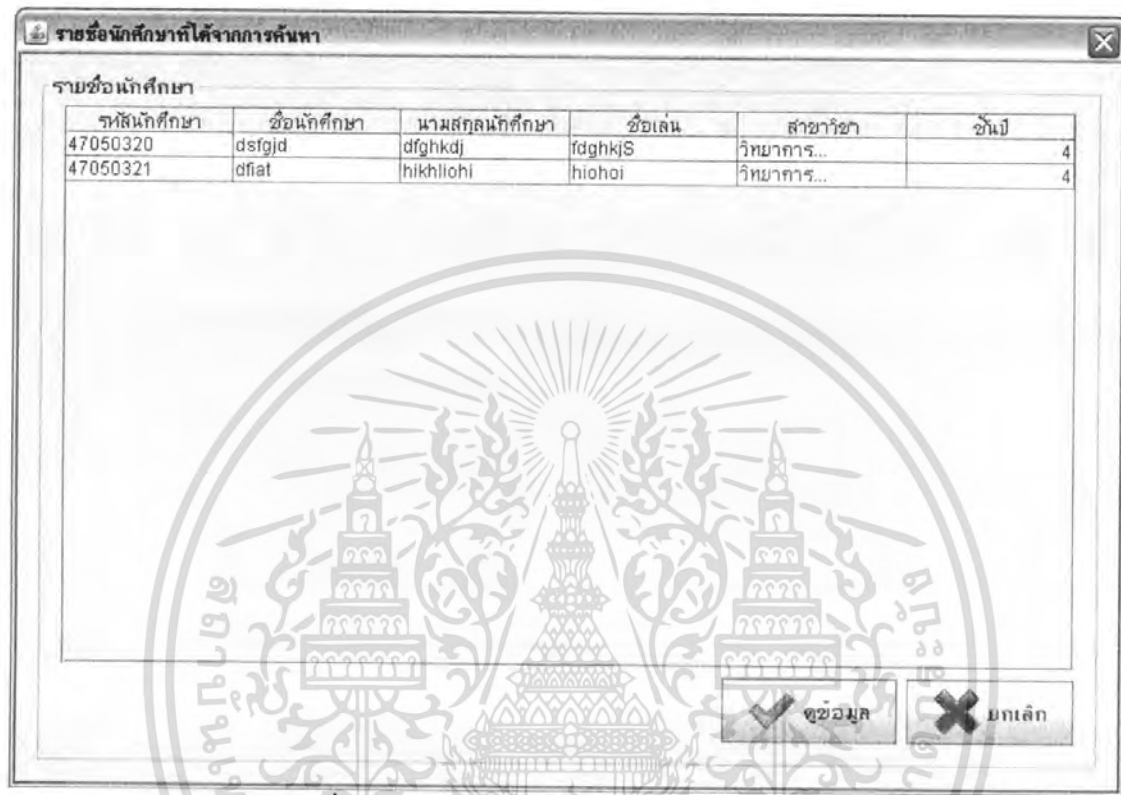 รายชื่อนักศึกษาที่ได้จากการค้นหา
รายชื่อนักศึกษา
รหัสนักศึกษา ชื่อนักศึกษา นามสกุลนักศึกษา ชื่อเล่น สาขาวิชา ชั้นปี
47050320 dsfgjd dfghkdj fdghkjS วิทยาการ... 4
47050321 dfiat hikhliohi hiohoi วิทยาการ... 4
ดูข้อมูล ยกเลิก